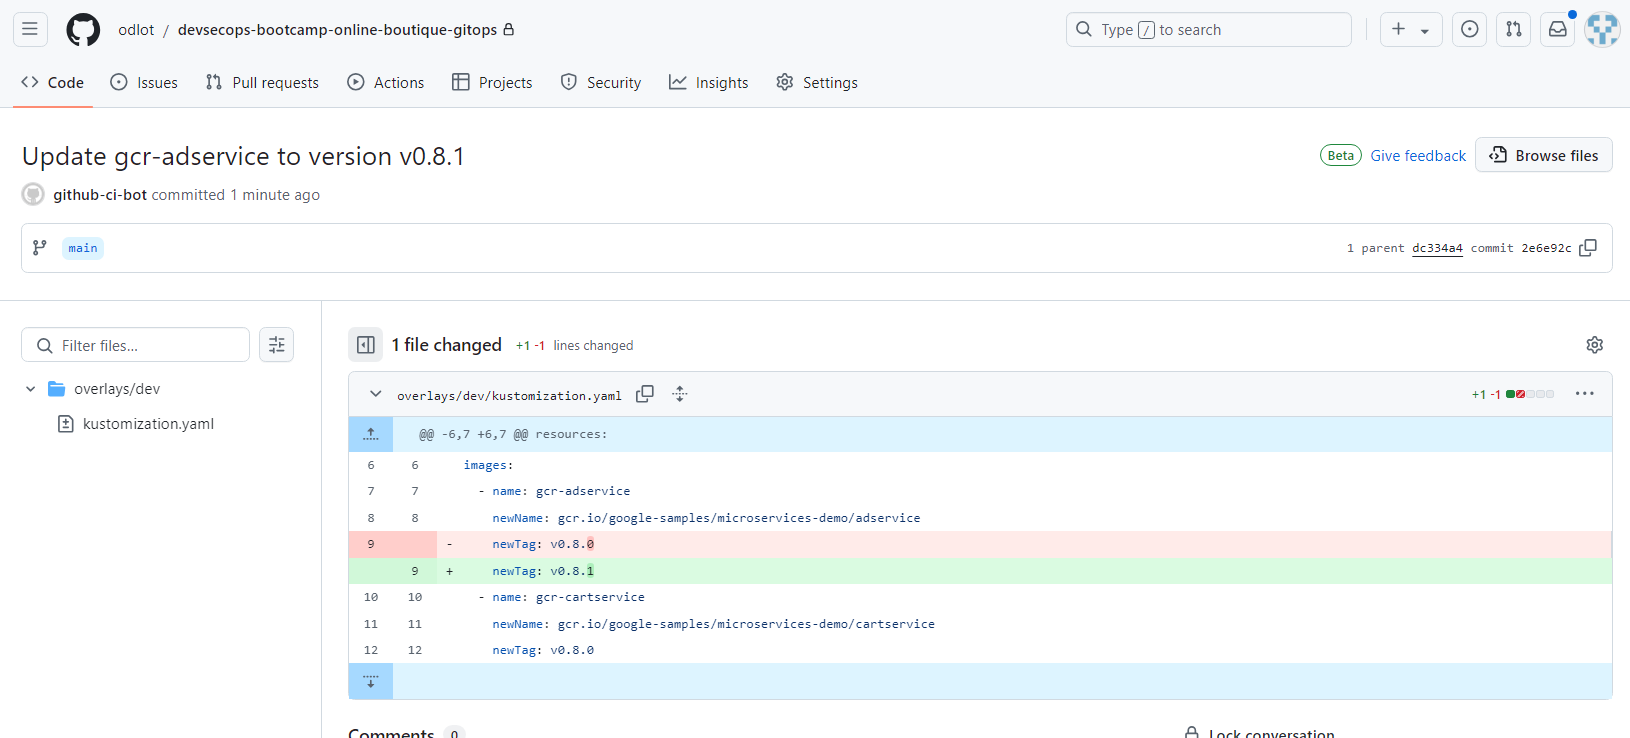 odlot / devsecops-bootcamp-online-boutique-gitops
Type / to search
Code Issues Pull requests Actions Projects Security Insights Settings
Update gcr-adservice to version v0.8.1
Beta Give feedback Browse files
github-ci-bot committed 1 minute ago
main
1 parent dc334a4 commit 2e6e92c
Filter files...
overlays/dev
kustomization.yaml
1 file changed +1 -1 lines changed
overlays/dev/kustomization.yaml
+1 -1
@@ -6,7 +6,7 @@ resources:
6 6 images:
7 7 - name: gcr-adservice
8 8 newName: gcr.io/google-samples/microservices-demo/adservice
9 - newTag: v0.8.0
9 + newTag: v0.8.1
10 10 - name: gcr-cartservice
11 11 newName: gcr.io/google-samples/microservices-demo/cartservice
12 12 newTag: v0.8.0
Comments 0
Lock conversation